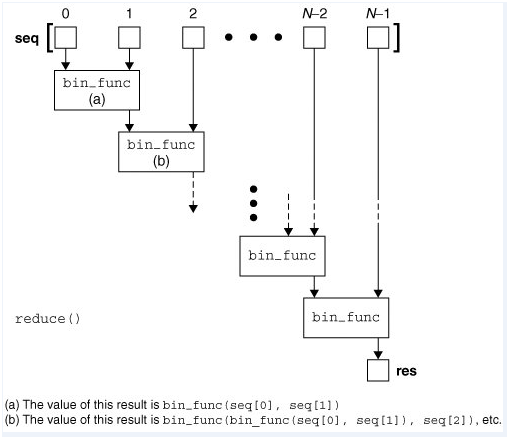 0 1 2 N–2 N–1
seq [ ]
bin_func
(a)
bin_func
(b)
bin_func
reduce() bin_func
res
(a) The value of this result is bin_func(seq[0], seq[1])
(b) The value of this result is bin_func(bin_func(seq[0], seq[1]), seq[2]), etc.